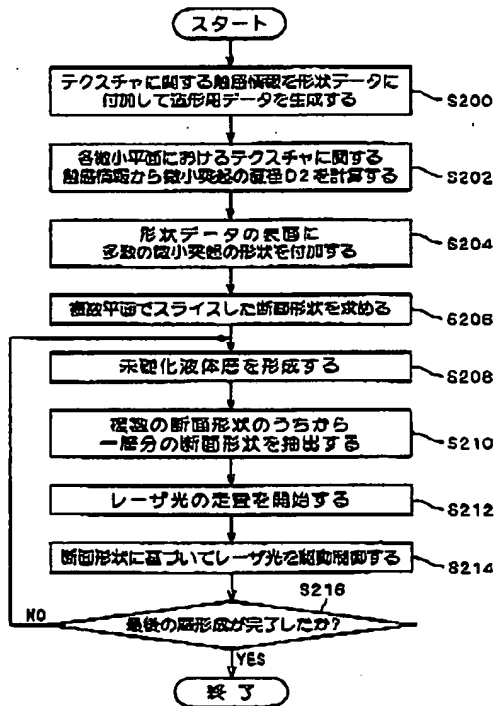 スタート
テクスチャに関する触感情報を形状データに
付加して造形用データを生成する
S200
各微小平面におけるテクスチャに関する
触感情報から微小突起の直径D2を計算する
S202
形状データの表面に
多数の微小突起の形状を付加する
S204
複数平面でスライスした断面形状を求める
S206
未硬化液体層を形成する
S208
複数の断面形状のうちから
一層分の断面形状を抽出する
S210
レーザ光の走査を開始する
S212
断面形状に基づいてレーザ光を駆動制御する
S214
S216
最後の層形成が完了したか?
NO
YES
終了